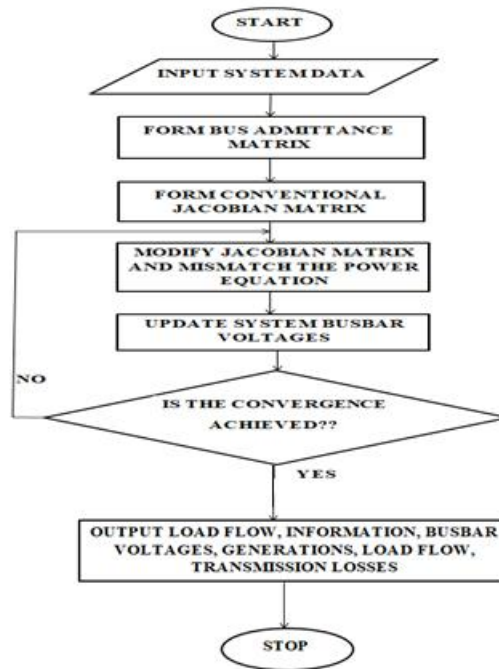 START
INPUT SYSTEM DATA
FORM BUS ADMITTANCE
MATRIX
FORM CONVENTIONAL
JACOBIAN MATRIX
MODIFY JACOBIAN MATRIX
AND MISMATCH THE POWER
EQUATION
UPDATE SYSTEM BUSBAR
VOLTAGES
NO
IS THE CONVERGENCE
ACHIEVED??
YES
OUTPUT LOAD FLOW, INFORMATION, BUSBAR
VOLTAGES, GENERATIONS, LOAD FLOW,
TRANSMISSION LOSSES
STOP